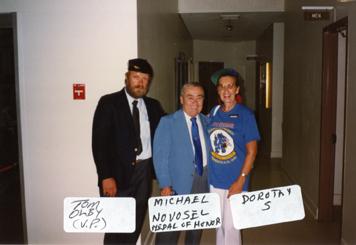 MEN
TOM
OLBY
(V.P.)
MICHAEL
NOVOSEL
MEDAL OF HONOR
DOROTHY
S